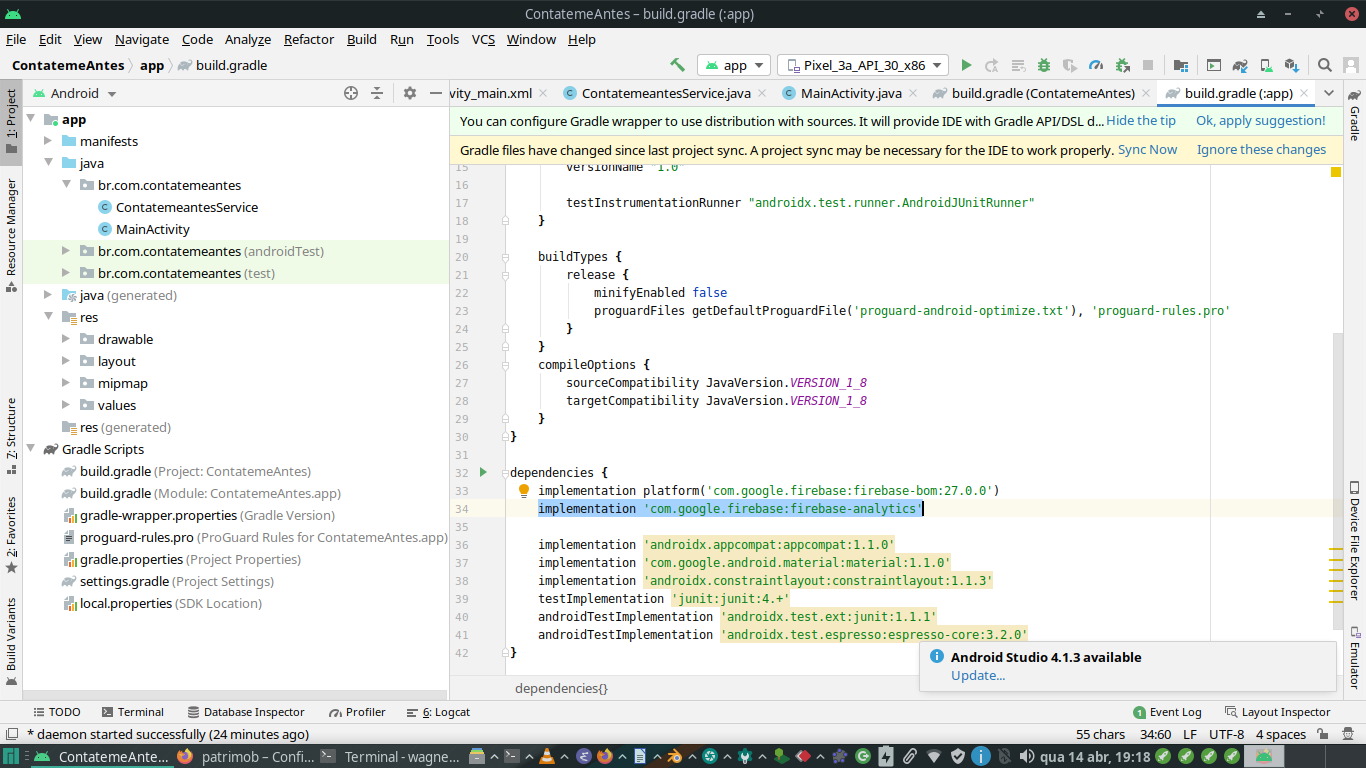 ContatemeAntes – build.gradle (:app)
File Edit View Navigate Code Analyze Refactor Build Run Tools VCS Window Help
ContatemeAntes app build.gradle
app
Pixel_3a_API_30_x86
1: Project
Resource Manager
Z: Structure
2: Favorites
Build Variants
Android
app
manifests
java
br.com.contatemeantes
ContatemeantesService
MainActivity
br.com.contatemeantes (androidTest)
br.com.contatemeantes (test)
java (generated)
res
drawable
layout
mipmap
values
res (generated)
Gradle Scripts
build.gradle (Project: ContatemeAntes)
build.gradle (Module: ContatemeAntes.app)
gradle-wrapper.properties (Gradle Version)
proguard-rules.pro (ProGuard Rules for ContatemeAntes.app)
gradle.properties (Project Properties)
settings.gradle (Project Settings)
local.properties (SDK Location)
vity_main.xml ContatemeantesService.java MainActivity.java build.gradle (ContatemeAntes) build.gradle (:app)
You can configure Gradle wrapper to use distribution with sources. It will provide IDE with Gradle API/DSL d... Hide the tip Ok, apply suggestion!
Gradle files have changed since last project sync. A project sync may be necessary for the IDE to work properly. Sync Now Ignore these changes
15 versionName "1.0"
16
17 testInstrumentationRunner "androidx.test.runner.AndroidJUnitRunner"
18 }
19
20 buildTypes {
21 release {
22 minifyEnabled false
23 proguardFiles getDefaultProguardFile('proguard-android-optimize.txt'), 'proguard-rules.pro'
24 }
25 }
26 compileOptions {
27 sourceCompatibility JavaVersion.VERSION_1_8
28 targetCompatibility JavaVersion.VERSION_1_8
29 }
30 }
31
32 dependencies {
33 implementation platform('com.google.firebase:firebase-bom:27.0.0')
34 implementation 'com.google.firebase:firebase-analytics'
35
36 implementation 'androidx.appcompat:appcompat:1.1.0'
37 implementation 'com.google.android.material:material:1.1.0'
38 implementation 'androidx.constraintlayout:constraintlayout:1.1.3'
39 testImplementation 'junit:junit:4.+'
40 androidTestImplementation 'androidx.test.ext:junit:1.1.1'
41 androidTestImplementation 'androidx.test.espresso:espresso-core:3.2.0'
42 }
dependencies{}
Android Studio 4.1.3 available
Update...
Gradle
Device File Explorer
Emulator
TODO Terminal Database Inspector Profiler 6: Logcat 1 Event Log Layout Inspector
* daemon started successfully (24 minutes ago) 55 chars 34:60 LF UTF-8 4 spaces
ContatemeAnte... patrimob – Confi... Terminal - wagne... qua 14 abr, 19:18